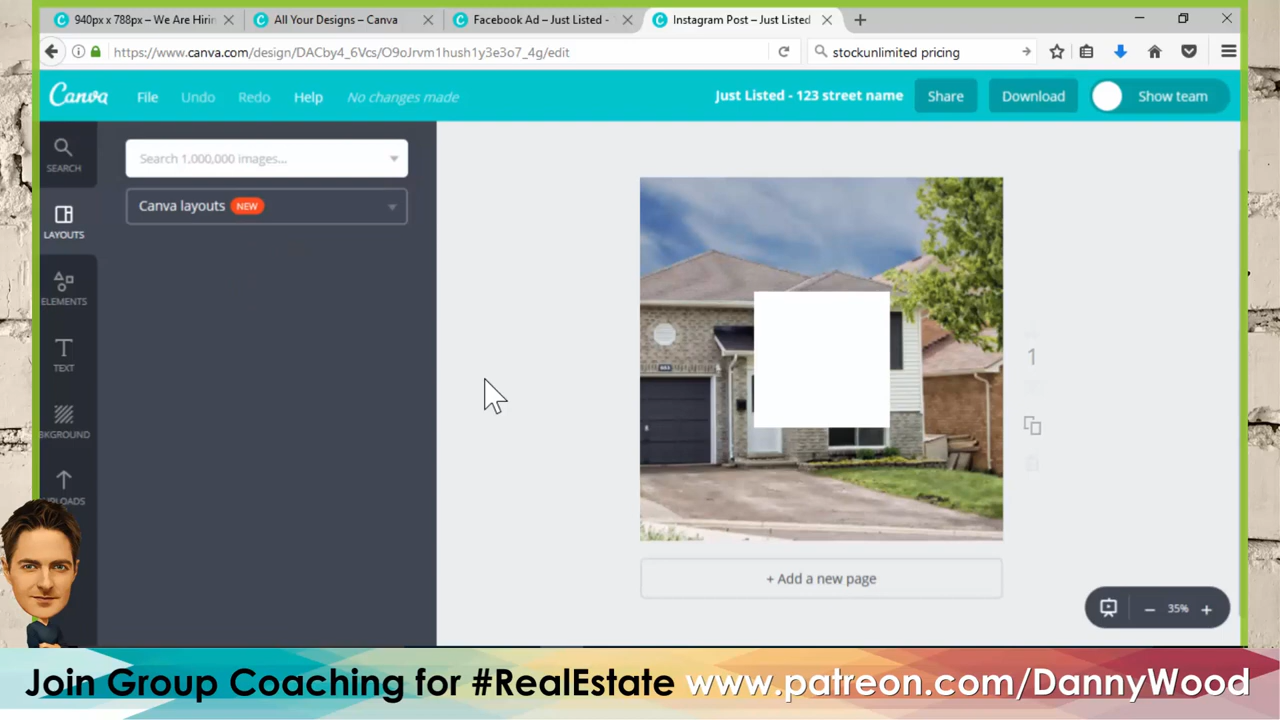 940px x 788px – We Are Hirin
All Your Designs – Canva
Facebook Ad – Just Listed -
Instagram Post – Just Listed
https://www.canva.com/design/DACby4_6Vcs/O9oJrvm1hush1y3e3o7_4g/edit
stockunlimited pricing
Canva
File
Undo
Redo
Help
No changes made
Just Listed - 123 street name
Share
Download
Show team
SEARCH
Search 1,000,000 images...
Canva layouts NEW
LAYOUTS
ELEMENTS
TEXT
BKGROUND
UPLOADS
1
+ Add a new page
35%
Join Group Coaching for #RealEstate www.patreon.com/DannyWood